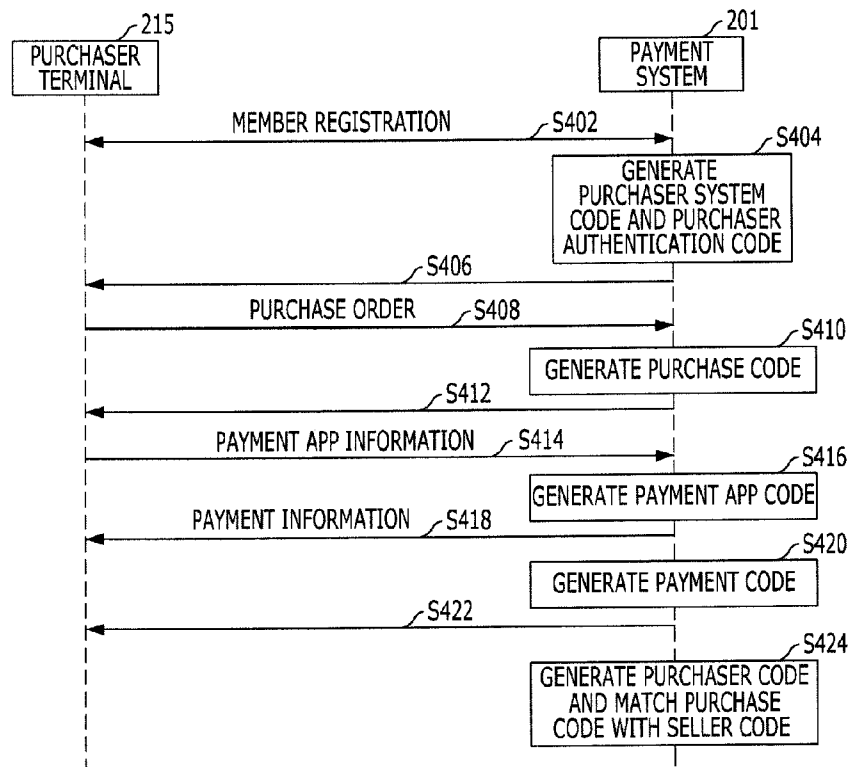 215
PURCHASER
TERMINAL
201
PAYMENT
SYSTEM
MEMBER REGISTRATION
S402
S404
GENERATE
PURCHASER SYSTEM
CODE AND PURCHASER
AUTHENTICATION CODE
S406
PURCHASE ORDER
S408
S410
GENERATE PURCHASE CODE
S412
PAYMENT APP INFORMATION
S414
S416
GENERATE PAYMENT APP CODE
PAYMENT INFORMATION
S418
S420
GENERATE PAYMENT CODE
S422
S424
GENERATE PURCHASER CODE
AND MATCH PURCHASE
CODE WITH SELLER CODE